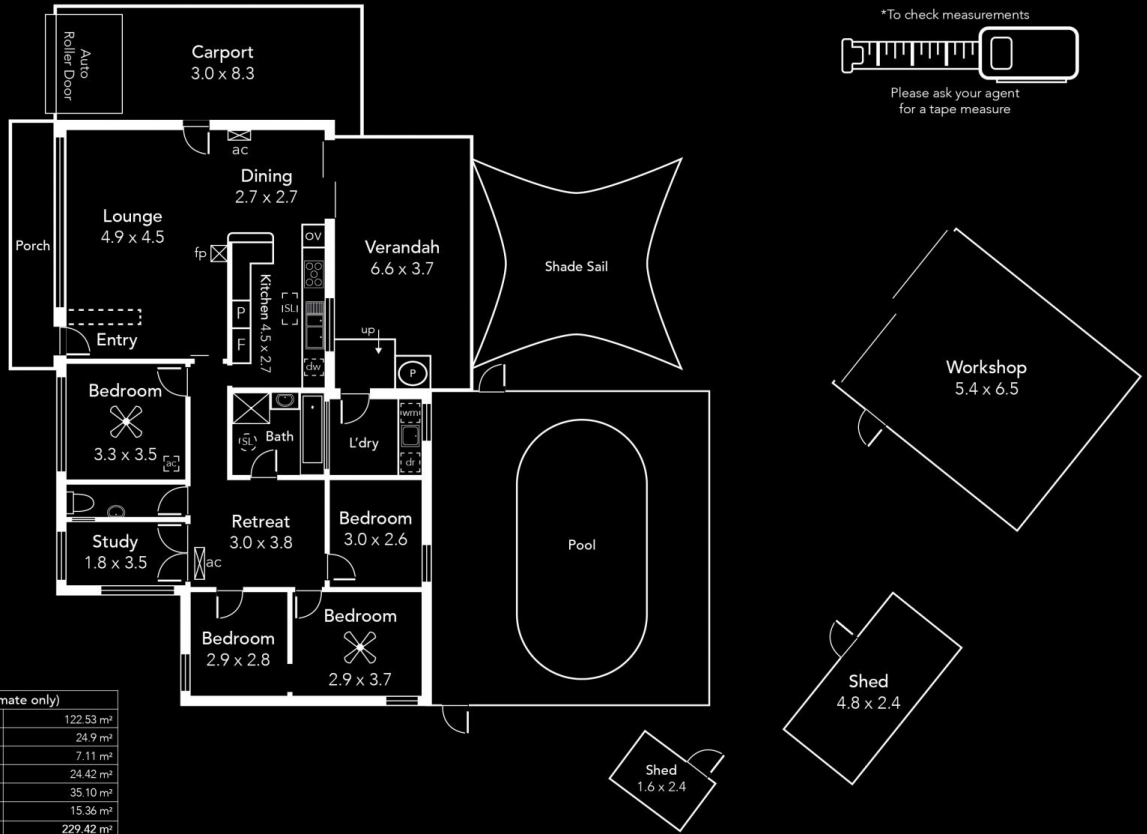 *To check measurements
Please ask your agent
for a tape measure
Auto
Roller Door
Carport
3.0 x 8.3
ac
Dining
2.7 x 2.7
Lounge
4.9 x 4.5
Porch
fp
OV
Verandah
6.6 x 3.7
Shade Sail
Kitchen 4.5 x 2.7
SL
P
F
dw
up
P
Entry
Workshop
5.4 x 6.5
Bedroom
3.3 x 3.5
ac
SL
Bath
L'dry
wm
dr
Retreat
3.0 x 3.8
Bedroom
3.0 x 2.6
Pool
Study
1.8 x 3.5
ac
Bedroom
2.9 x 2.8
Bedroom
2.9 x 3.7
Shed
4.8 x 2.4
Shed
1.6 x 2.4
mate only)
122.53 m²
24.9 m²
7.11 m²
24.42 m²
35.10 m²
15.36 m²
229.42 m²